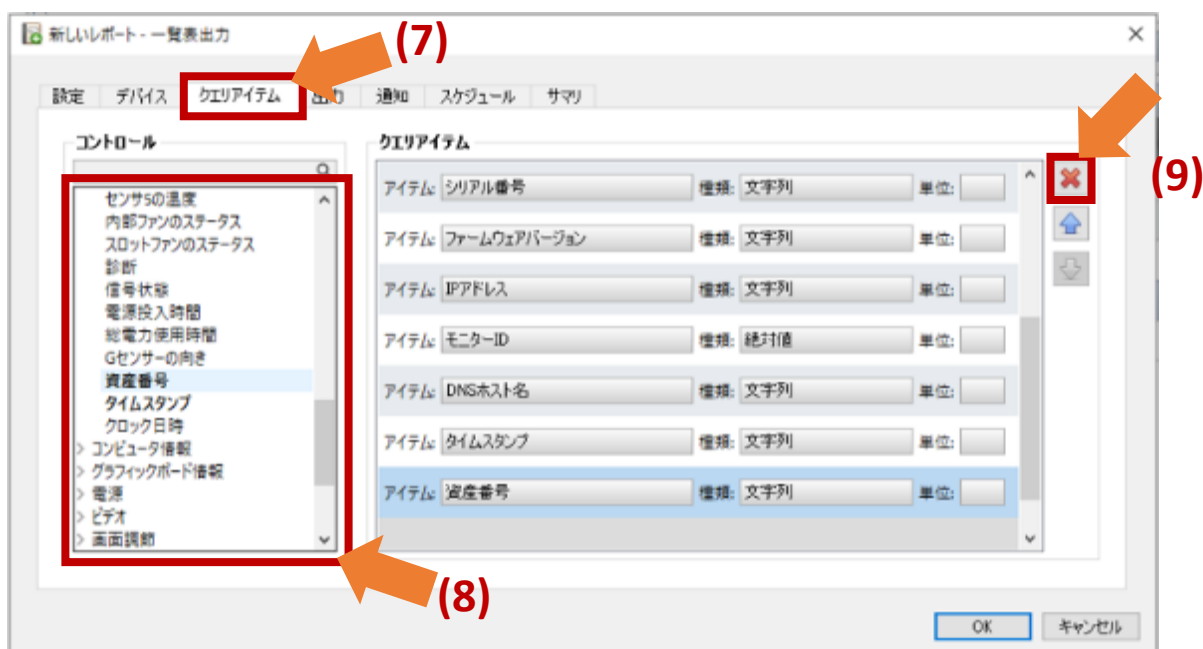 新しいレポート - 一覧表出力
(7)
設定 デバイス クエリアイテム 出力 通知 スケジュール サマリ
コントロール
センサ5の温度
内部ファンのステータス
スロットファンのステータス
診断
信号状態
電源投入時間
総電力使用時間
Gセンサーの向き
資産番号
タイムスタンプ
クロック日時
> コンピュータ情報
> グラフィックボード情報
> 電源
> ビデオ
> 画面調節
(8)
クエリアイテム
アイテム: シリアル番号 種類: 文字列 単位:
アイテム: ファームウェアバージョン 種類: 文字列 単位:
アイテム: IPアドレス 種類: 文字列 単位:
アイテム: モニターID 種類: 絶対値 単位:
アイテム: DNSホスト名 種類: 文字列 単位:
アイテム: タイムスタンプ 種類: 文字列 単位:
アイテム: 資産番号 種類: 文字列 単位:
(9)
OK キャンセル